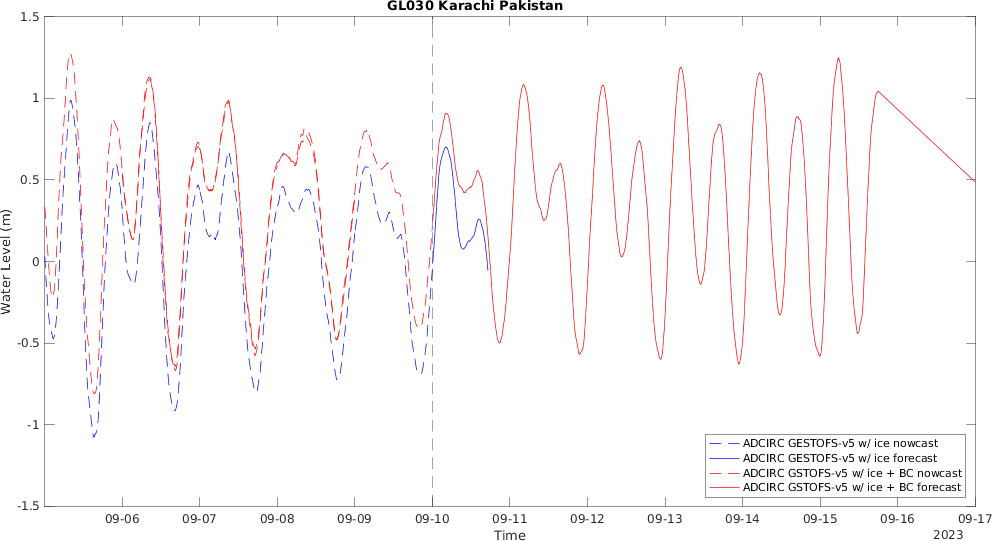 GL030 Karachi Pakistan
1.5
1
0.5
0
-0.5
-1
-1.5
Water Level (m)
ADCIRC GESTOFS-v5 w/ ice nowcast
ADCIRC GESTOFS-v5 w/ ice forecast
ADCIRC GSTOFS-v5 w/ ice + BC nowcast
ADCIRC GSTOFS-v5 w/ ice + BC forecast
09-06 09-07 09-08 09-09 09-10 09-11 09-12 09-13 09-14 09-15 09-16 09-17
Time
2023